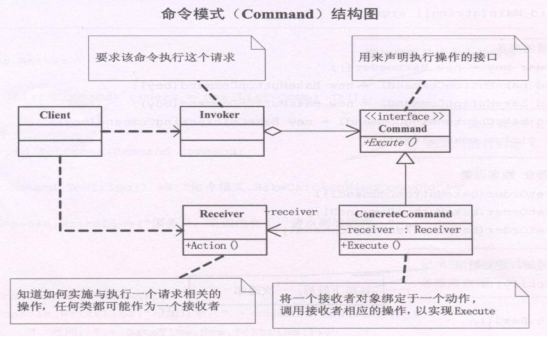 命令模式（Command）结构图
要求该命令执行这个请求
用来声明执行操作的接口
Client
Invoker
<<interface>>
Command
+Excute()
Receiver
+Action()
-receiver
ConcreteCommand
-receiver : Receiver
+Execute()
知道如何实施与执行一个请求相关的
操作，任何类都可能作为一个接收者
将一个接收者对象绑定于一个动作，
调用接收者相应的操作，以实现Execute